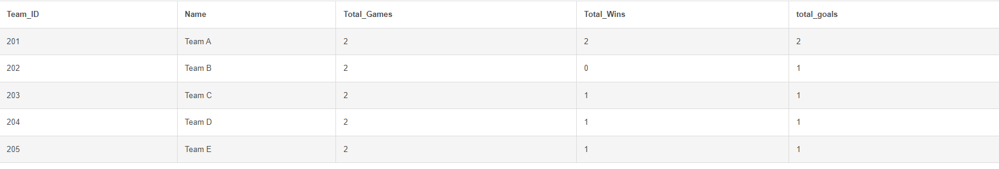 Team_ID Name Total_Games Total_Wins total_goals
201 Team A 2 2 2
202 Team B 2 0 1
203 Team C 2 1 1
204 Team D 2 1 1
205 Team E 2 1 1